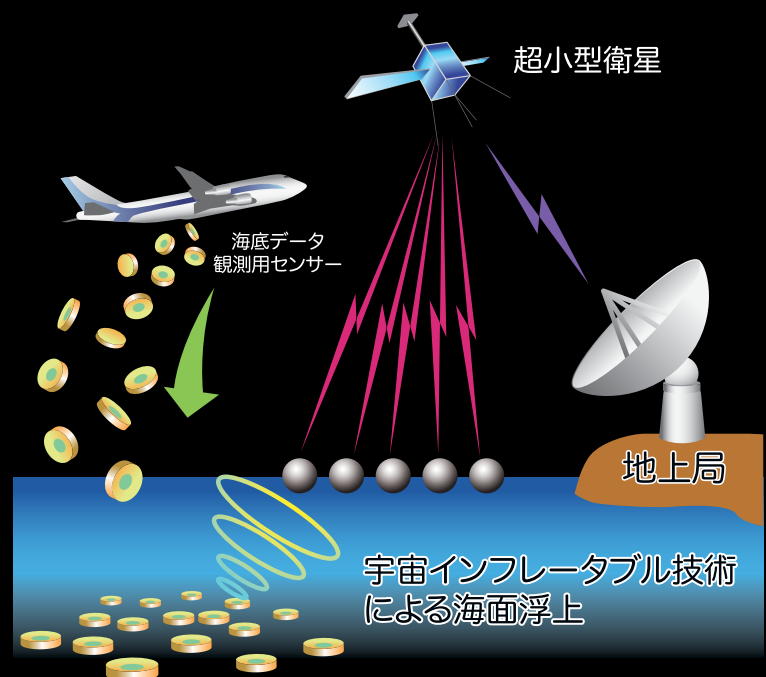 超小型衛星
海底データ
観測用センサー
地上局
宇宙インフレータブル技術
による海面浮上